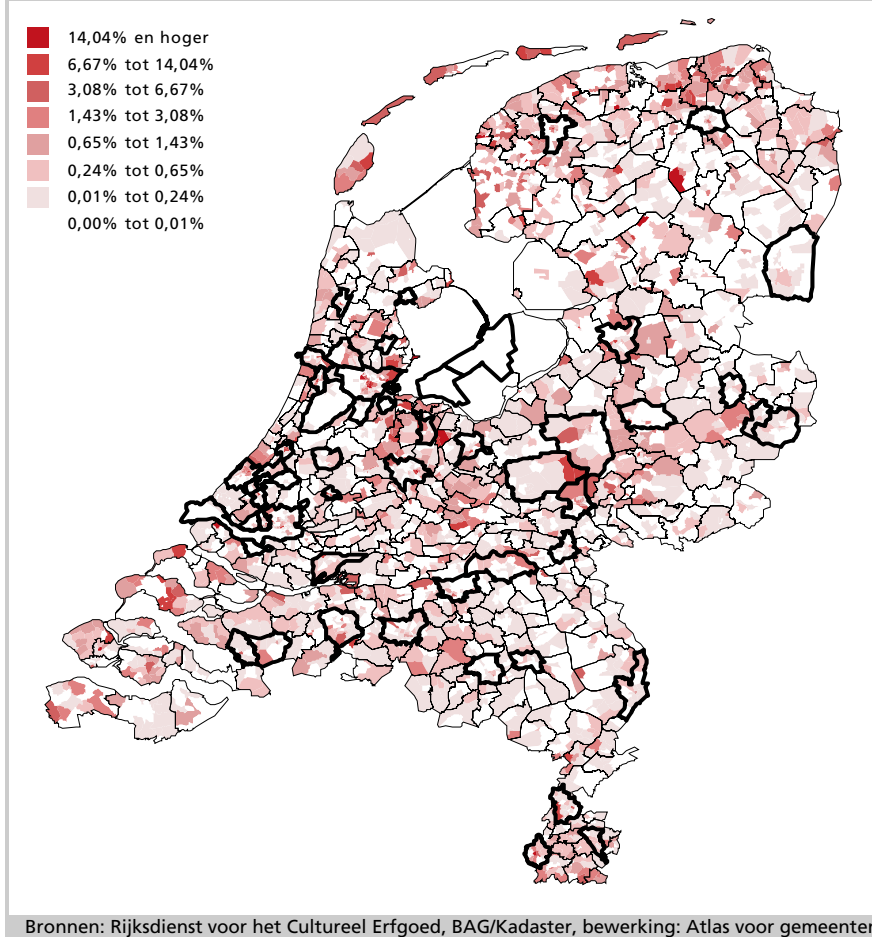 14,04% en hoger
6,67% tot 14,04%
3,08% tot 6,67%
1,43% tot 3,08%
0,65% tot 1,43%
0,24% tot 0,65%
0,01% tot 0,24%
0,00% tot 0,01%
Bronnen: Rijksdienst voor het Cultureel Erfgoed, BAG/Kadaster, bewerking: Atlas voor gemeenten